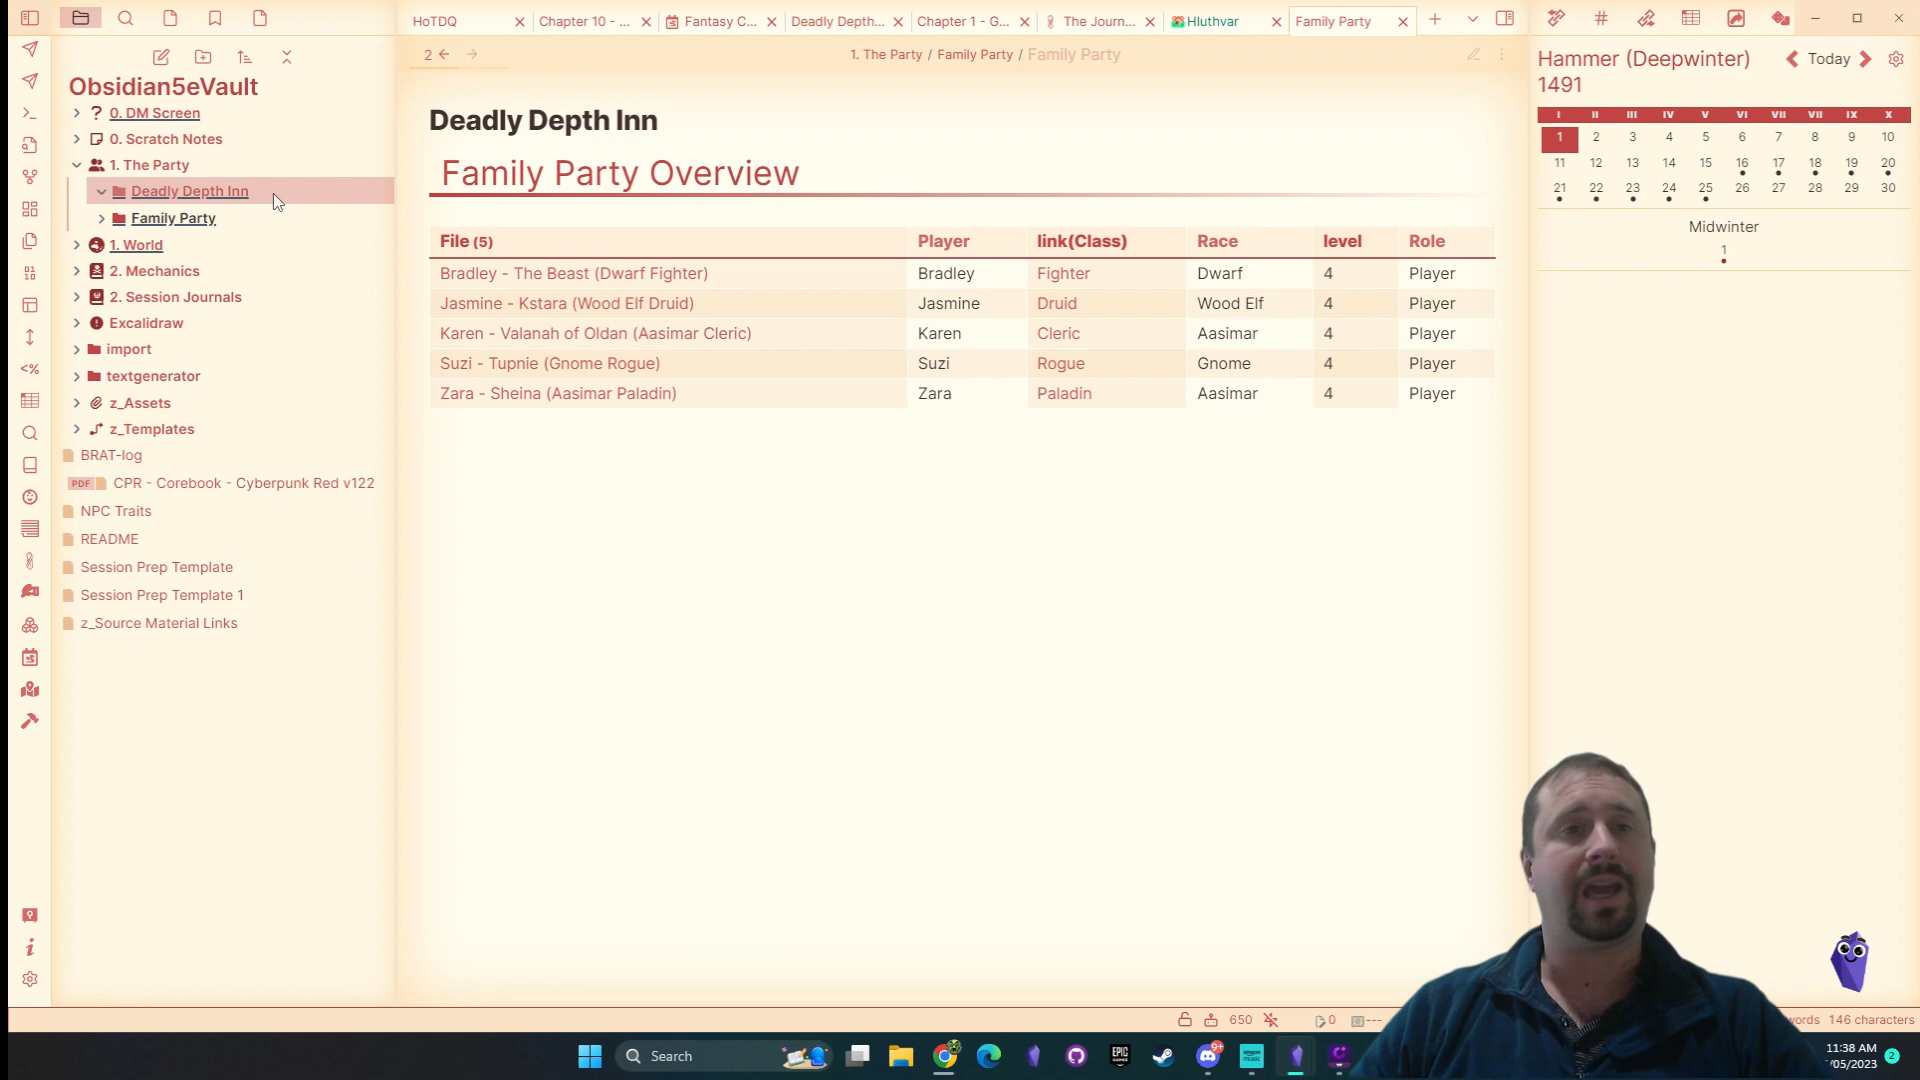 HoTDQ
Chapter 10 - ...
Fantasy C...
Deadly Depth...
Chapter 1 - G...
The Journ...
Hluthvar
Family Party
2
1. The Party / Family Party / Family Party
Obsidian5eVault
0. DM Screen
0. Scratch Notes
1. The Party
Deadly Depth Inn
Family Party
1. World
2. Mechanics
2. Session Journals
Excalidraw
import
textgenerator
z_Assets
z_Templates
BRAT-log
PDF CPR - Corebook - Cyberpunk Red v122
NPC Traits
README
Session Prep Template
Session Prep Template 1
z_Source Material Links
Deadly Depth Inn
Family Party Overview
File (5) Player link(Class) Race level Role
Bradley - The Beast (Dwarf Fighter) Bradley Fighter Dwarf 4 Player
Jasmine - Kstara (Wood Elf Druid) Jasmine Druid Wood Elf 4 Player
Karen - Valanah of Oldan (Aasimar Cleric) Karen Cleric Aasimar 4 Player
Suzi - Tupnie (Gnome Rogue) Suzi Rogue Gnome 4 Player
Zara - Sheina (Aasimar Paladin) Zara Paladin Aasimar 4 Player
Hammer (Deepwinter)
1491
Today
I II III IV V VI VII VII IX X
1 2 3 4 5 6 7 8 9 10
11 12 13 14 15 16 17 18 19 20
21 22 23 24 25 26 27 28 29 30
Midwinter
1
650
0
---
words 146 characters
Search
EPIC GAMES
9+
music
11:38 AM
/05/2023
2